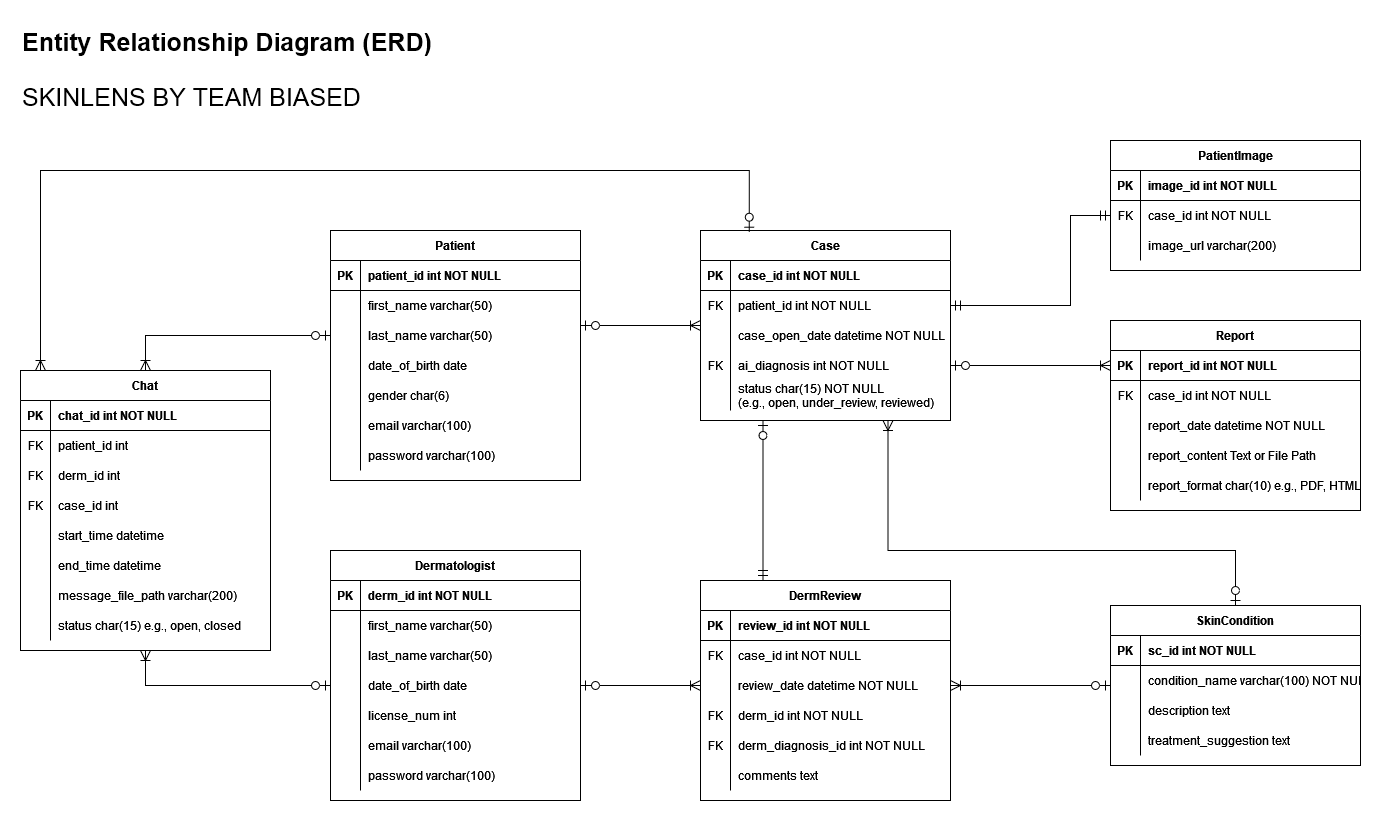 Entity Relationship Diagram (ERD)
SKINLENS BY TEAM BIASED
PatientImage
PK image_id int NOT NULL
FK case_id int NOT NULL
image_url varchar(200)
Patient
PK patient_id int NOT NULL
first_name varchar(50)
last_name varchar(50)
date_of_birth date
gender char(6)
email varchar(100)
password varchar(100)
Case
PK case_id int NOT NULL
FK patient_id int NOT NULL
case_open_date datetime NOT NULL
FK ai_diagnosis int NOT NULL
status char(15) NOT NULL
(e.g., open, under_review, reviewed)
Report
PK report_id int NOT NULL
FK case_id int NOT NULL
report_date datetime NOT NULL
report_content Text or File Path
report_format char(10) e.g., PDF, HTML
Chat
PK chat_id int NOT NULL
FK patient_id int
FK derm_id int
FK case_id int
start_time datetime
end_time datetime
message_file_path varchar(200)
status char(15) e.g., open, closed
Dermatologist
PK derm_id int NOT NULL
first_name varchar(50)
last_name varchar(50)
date_of_birth date
license_num int
email varchar(100)
password varchar(100)
DermReview
PK review_id int NOT NULL
FK case_id int NOT NULL
review_date datetime NOT NULL
FK derm_id int NOT NULL
FK derm_diagnosis_id int NOT NULL
comments text
SkinCondition
PK sc_id int NOT NULL
condition_name varchar(100) NOT NUL
description text
treatment_suggestion text